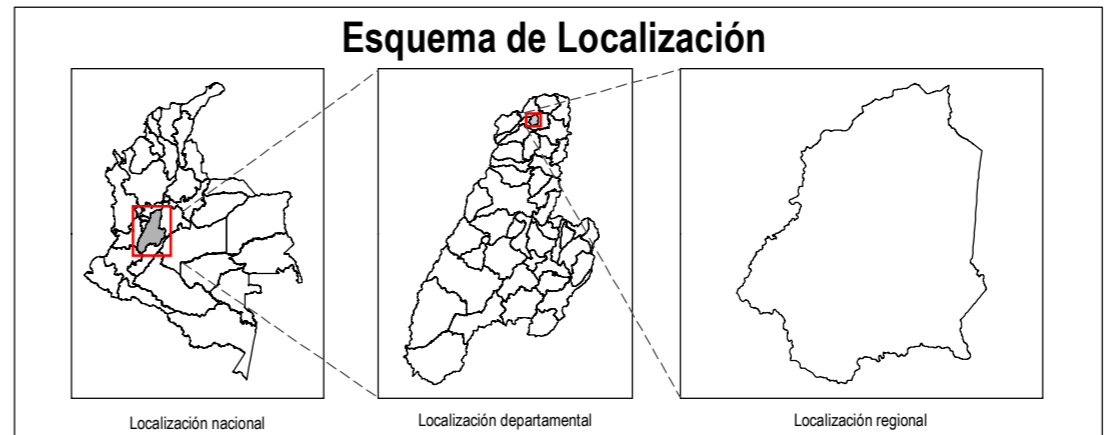 Esquema de Localización
Localización nacional
Localización departamental
Localización regional